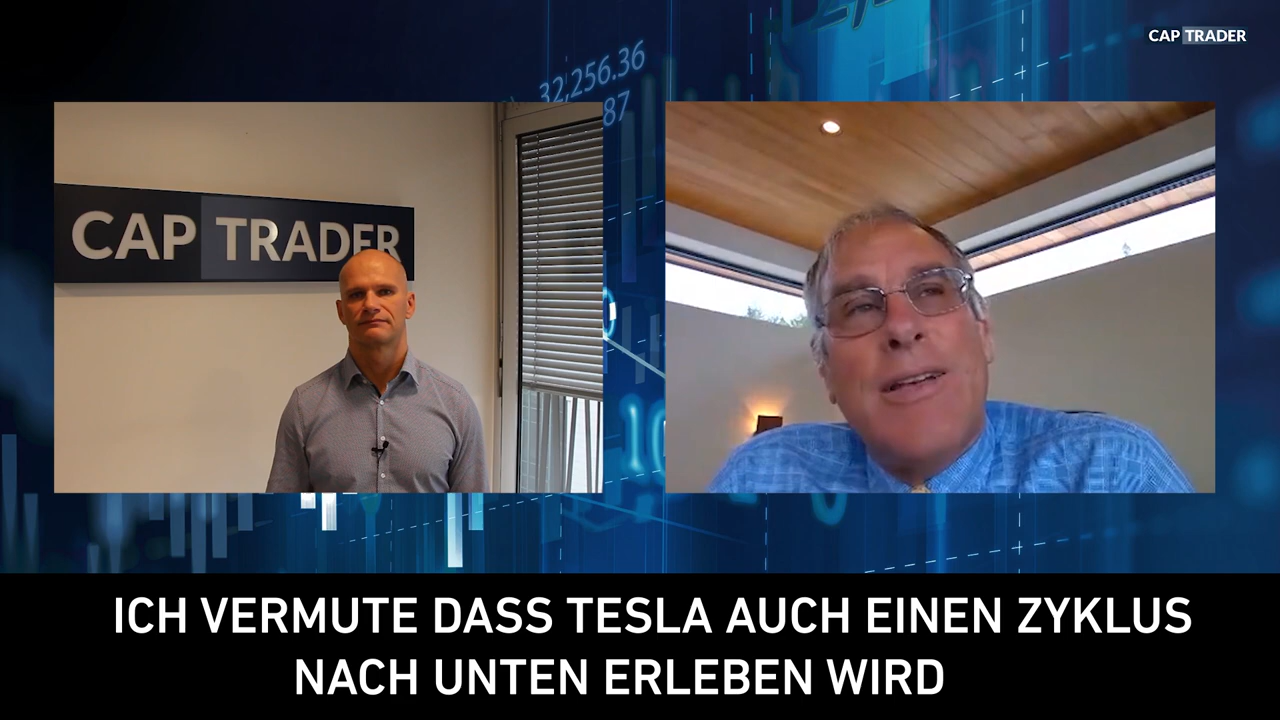 CAP TRADER
32,256.36
87
CAP TRADER
ICH VERMUTE DASS TESLA AUCH EINEN ZYKLUS
NACH UNTEN ERLEBEN WIRD